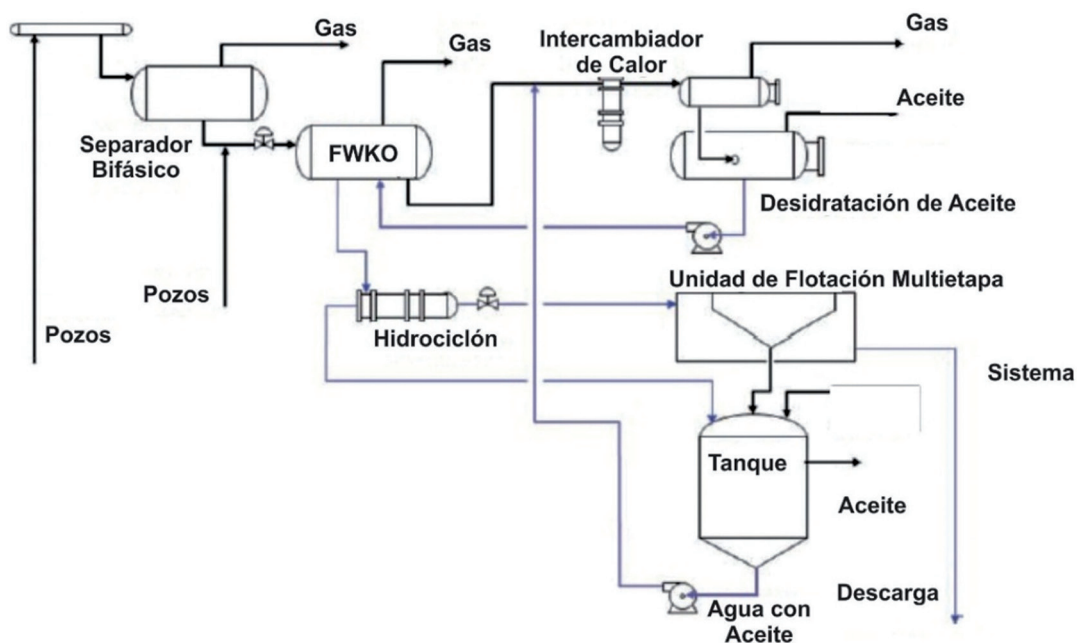 Gas
Gas
Intercambiador
de Calor
Gas
Aceite
Separador
Bifásico
FWKO
Desidratación de Aceite
Pozos
Pozos
Hidrociclón
Unidad de Flotación Multietapa
Sistema
Tanque
Aceite
Descarga
Agua con
Aceite